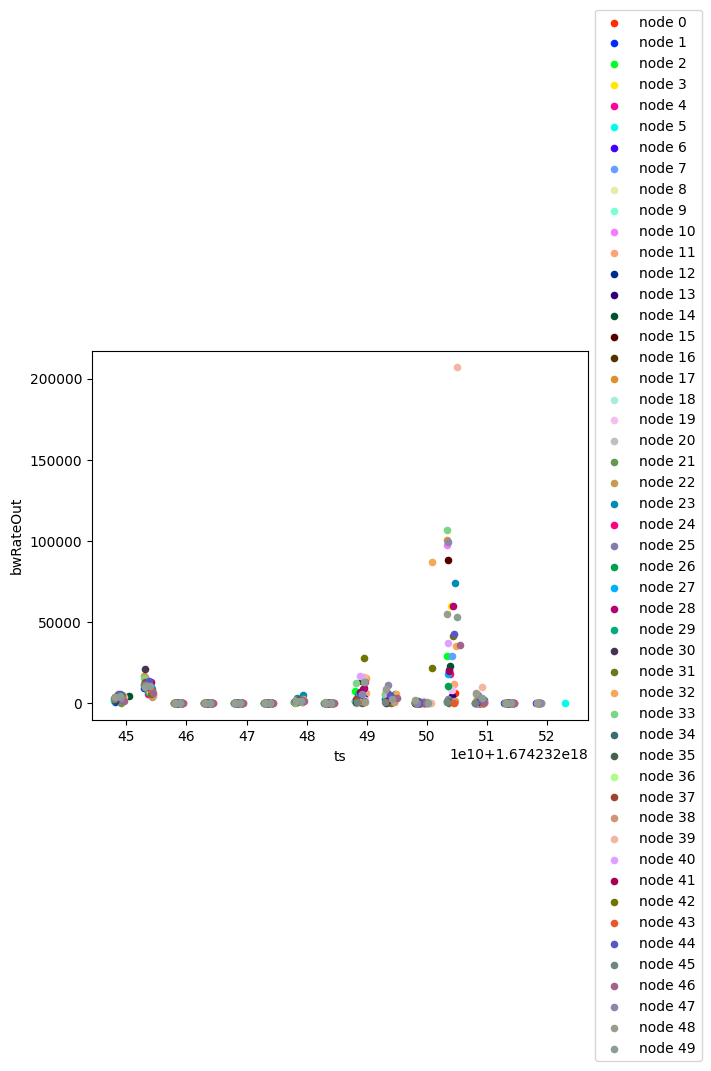 node 0
node 1
node 2
node 3
node 4
node 5
node 6
node 7
node 8
node 9
node 10
node 11
node 12
node 13
node 14
node 15
node 16
node 17
node 18
node 19
node 20
node 21
node 22
node 23
node 24
node 25
node 26
node 27
node 28
node 29
node 30
node 31
node 32
node 33
node 34
node 35
node 36
node 37
node 38
node 39
node 40
node 41
node 42
node 43
node 44
node 45
node 46
node 47
node 48
node 49
bwRateOut
200000
150000
100000
50000
0
45 46 47 48 49 50 51 52
ts
1e10+1.674232e18